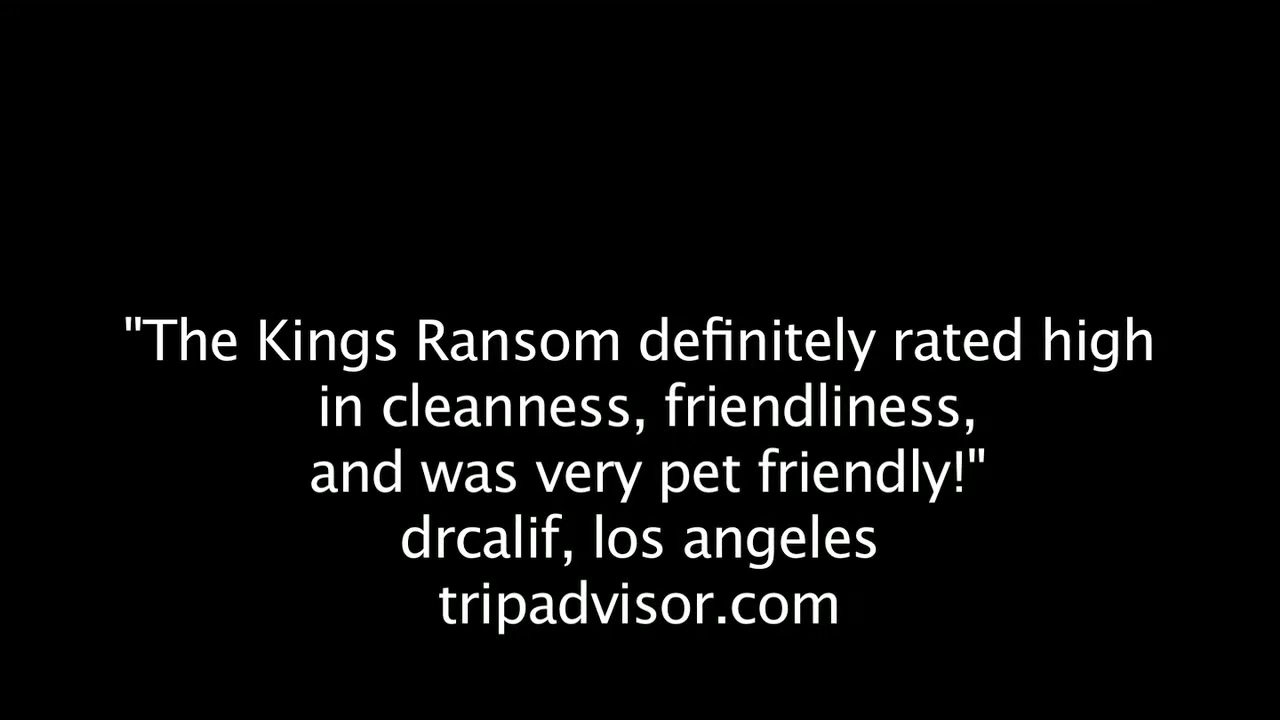 "The Kings Ransom definitely rated high
in cleanness, friendliness,
and was very pet friendly!"
drcalif, los angeles
tripadvisor.com